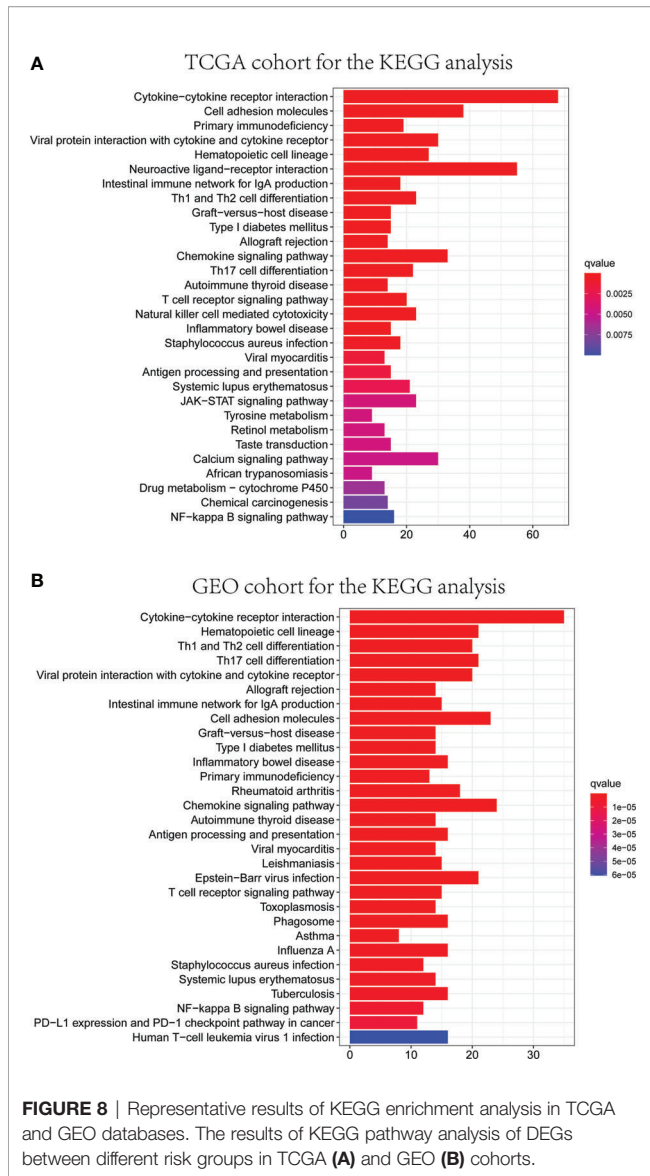 A
TCGA cohort for the KEGG analysis
Cytokine−cytokine receptor interaction
Cell adhesion molecules
Primary immunodeficiency
Viral protein interaction with cytokine and cytokine receptor
Hematopoietic cell lineage
Neuroactive ligand−receptor interaction
Intestinal immune network for IgA production
Th1 and Th2 cell differentiation
Graft−versus−host disease
Type I diabetes mellitus
Allograft rejection
Chemokine signaling pathway
Th17 cell differentiation
Autoimmune thyroid disease
T cell receptor signaling pathway
Natural killer cell mediated cytotoxicity
Inflammatory bowel disease
Staphylococcus aureus infection
Viral myocarditis
Antigen processing and presentation
Systemic lupus erythematosus
JAK−STAT signaling pathway
Tyrosine metabolism
Retinol metabolism
Taste transduction
Calcium signaling pathway
African trypanosomiasis
Drug metabolism − cytochrome P450
Chemical carcinogenesis
NF−kappa B signaling pathway
0 20 40 60
qvalue
0.0025
0.0050
0.0075
B
GEO cohort for the KEGG analysis
Cytokine−cytokine receptor interaction
Hematopoietic cell lineage
Th1 and Th2 cell differentiation
Th17 cell differentiation
Viral protein interaction with cytokine and cytokine receptor
Allograft rejection
Intestinal immune network for IgA production
Cell adhesion molecules
Graft−versus−host disease
Type I diabetes mellitus
Inflammatory bowel disease
Primary immunodeficiency
Rheumatoid arthritis
Chemokine signaling pathway
Autoimmune thyroid disease
Antigen processing and presentation
Viral myocarditis
Leishmaniasis
Epstein−Barr virus infection
T cell receptor signaling pathway
Toxoplasmosis
Phagosome
Asthma
Influenza A
Staphylococcus aureus infection
Systemic lupus erythematosus
Tuberculosis
NF−kappa B signaling pathway
PD−L1 expression and PD−1 checkpoint pathway in cancer
Human T−cell leukemia virus 1 infection
0 10 20 30
qvalue
1e−05
2e−05
3e−05
4e−05
5e−05
6e−05
FIGURE 8 | Representative results of KEGG enrichment analysis in TCGA
and GEO databases. The results of KEGG pathway analysis of DEGs
between different risk groups in TCGA (A) and GEO (B) cohorts.